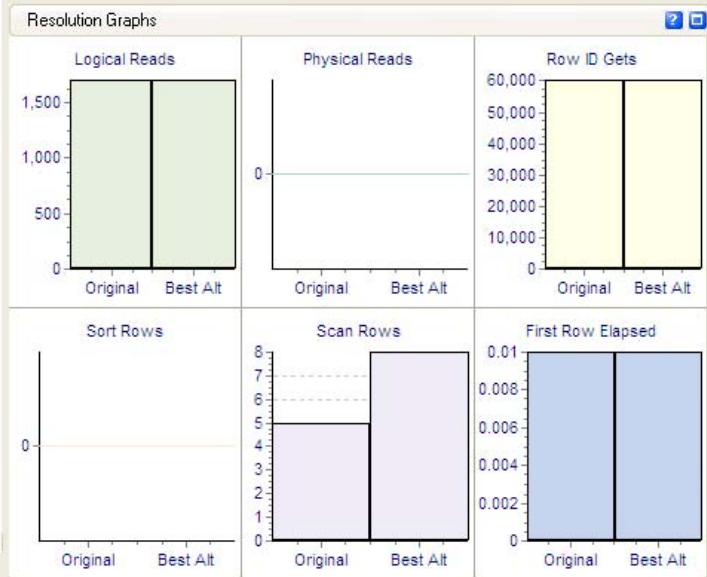 Resolution Graphs
?
Logical Reads
1,500
1,000
500
0
Original Best Alt
Physical Reads
0
Original Best Alt
Row ID Gets
60,000
50,000
40,000
30,000
20,000
10,000
0
Original Best Alt
Sort Rows
0
Original Best Alt
Scan Rows
8
7
6
5
4
3
2
1
0
Original Best Alt
First Row Elapsed
0.01
0.008
0.006
0.004
0.002
0
Original Best Alt